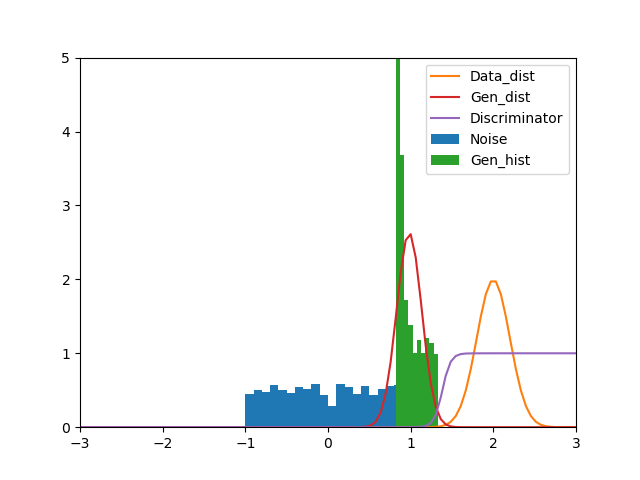 5
4
3
2
1
0
−3
−2
−1
0
1
2
3
Data_dist
Gen_dist
Discriminator
Noise
Gen_hist